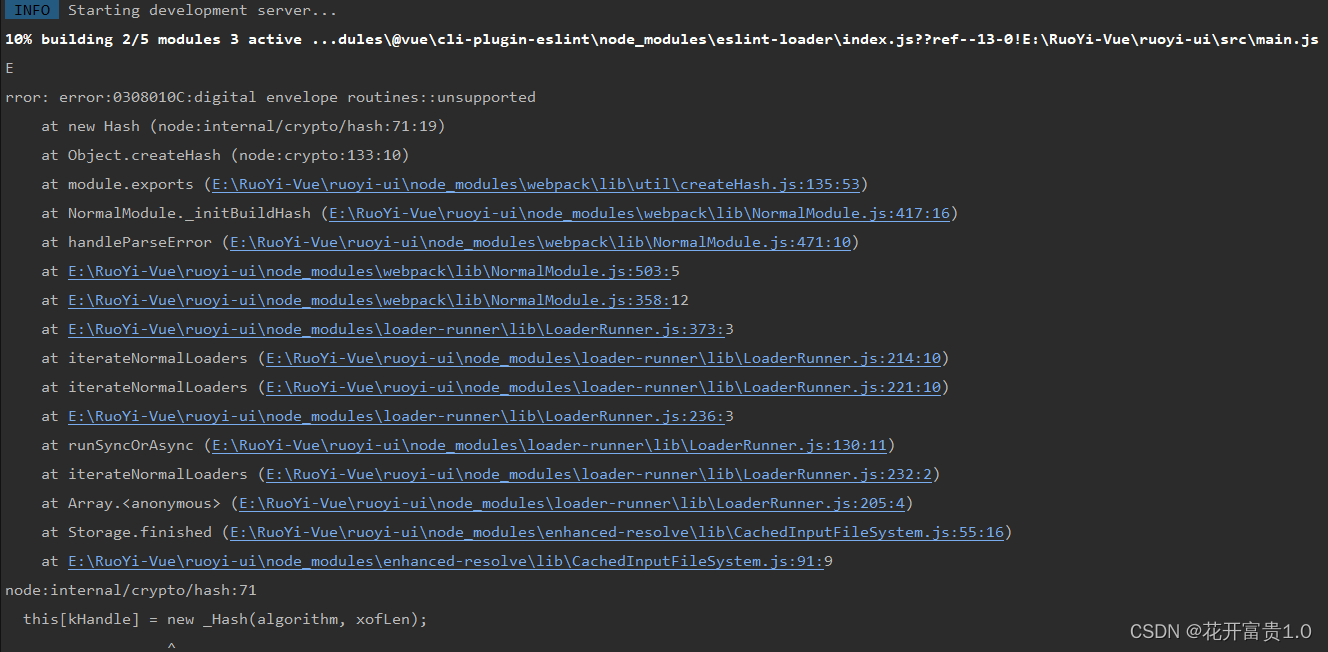 INFO Starting development server...
10% building 2/5 modules 3 active ...dules\@vue\cli-plugin-eslint\node_modules\eslint-loader\index.js??ref--13-0!E:\RuoYi-Vue\ruoyi-ui\src\main.js
E
rror: error:0308010C:digital envelope routines::unsupported
    at new Hash (node:internal/crypto/hash:71:19)
    at Object.createHash (node:crypto:133:10)
    at module.exports (E:\RuoYi-Vue\ruoyi-ui\node_modules\webpack\lib\util\createHash.js:135:53)
    at NormalModule._initBuildHash (E:\RuoYi-Vue\ruoyi-ui\node_modules\webpack\lib\NormalModule.js:417:16)
    at handleParseError (E:\RuoYi-Vue\ruoyi-ui\node_modules\webpack\lib\NormalModule.js:471:10)
    at E:\RuoYi-Vue\ruoyi-ui\node_modules\webpack\lib\NormalModule.js:503:5
    at E:\RuoYi-Vue\ruoyi-ui\node_modules\webpack\lib\NormalModule.js:358:12
    at E:\RuoYi-Vue\ruoyi-ui\node_modules\loader-runner\lib\LoaderRunner.js:373:3
    at iterateNormalLoaders (E:\RuoYi-Vue\ruoyi-ui\node_modules\loader-runner\lib\LoaderRunner.js:214:10)
    at iterateNormalLoaders (E:\RuoYi-Vue\ruoyi-ui\node_modules\loader-runner\lib\LoaderRunner.js:221:10)
    at E:\RuoYi-Vue\ruoyi-ui\node_modules\loader-runner\lib\LoaderRunner.js:236:3
    at runSyncOrAsync (E:\RuoYi-Vue\ruoyi-ui\node_modules\loader-runner\lib\LoaderRunner.js:130:11)
    at iterateNormalLoaders (E:\RuoYi-Vue\ruoyi-ui\node_modules\loader-runner\lib\LoaderRunner.js:232:2)
    at Array.<anonymous> (E:\RuoYi-Vue\ruoyi-ui\node_modules\loader-runner\lib\LoaderRunner.js:205:4)
    at Storage.finished (E:\RuoYi-Vue\ruoyi-ui\node_modules\enhanced-resolve\lib\CachedInputFileSystem.js:55:16)
    at E:\RuoYi-Vue\ruoyi-ui\node_modules\enhanced-resolve\lib\CachedInputFileSystem.js:91:9
node:internal/crypto/hash:71
  this[kHandle] = new _Hash(algorithm, xofLen);
                  ^
CSDN @花开富贵1.0